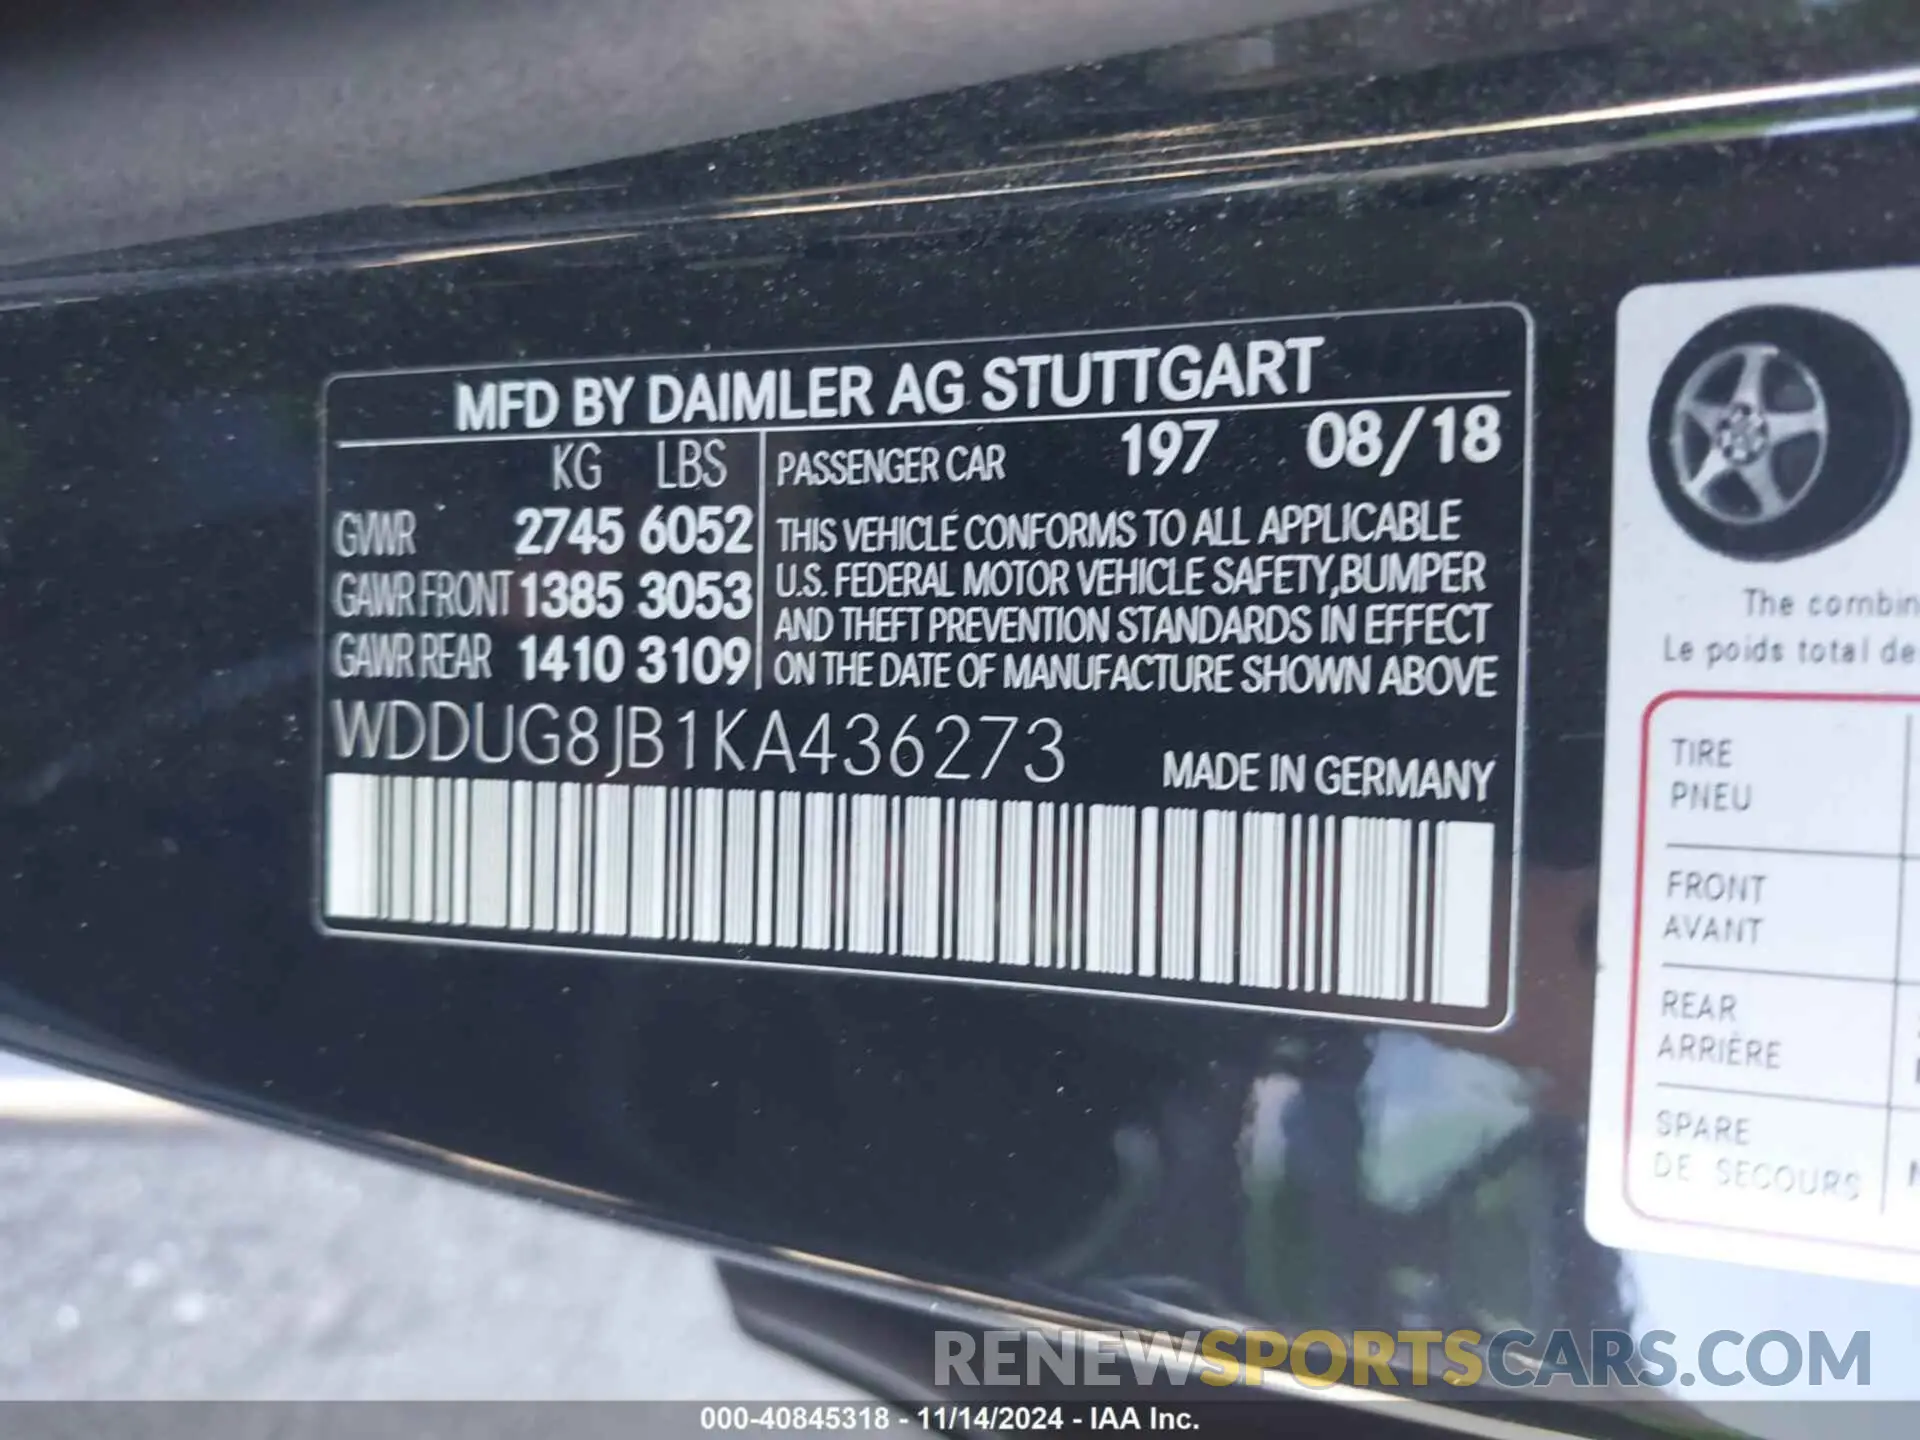 MFD BY DAIMLER AG STUTTGART
KG LBS
GVWR 2745 6052
GAWR FRONT 1385 3053
GAWR REAR 1410 3109
PASSENGER CAR 197 08/18
THIS VEHICLE CONFORMS TO ALL APPLICABLE
U.S. FEDERAL MOTOR VEHICLE SAFETY,BUMPER
AND THEFT PREVENTION STANDARDS IN EFFECT
ON THE DATE OF MANUFACTURE SHOWN ABOVE
WDDUG8JB1KA436273
MADE IN GERMANY
The combin
Le poids total de
TIRE
PNEU
FRONT
AVANT
REAR
ARRIÈRE
SPARE
DE SECOURS
RENEWSPORTSCARS.COM
000-40845318 - 11/14/2024 - IAA Inc.